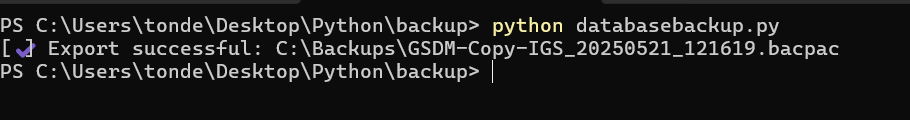 PS C:\Users\tonde\Desktop\Python\backup> python databasebackup.py
[✔] Export successful: C:\Backups\GSDM-Copy-IGS_20250521_121619.bacpac
PS C:\Users\tonde\Desktop\Python\backup>